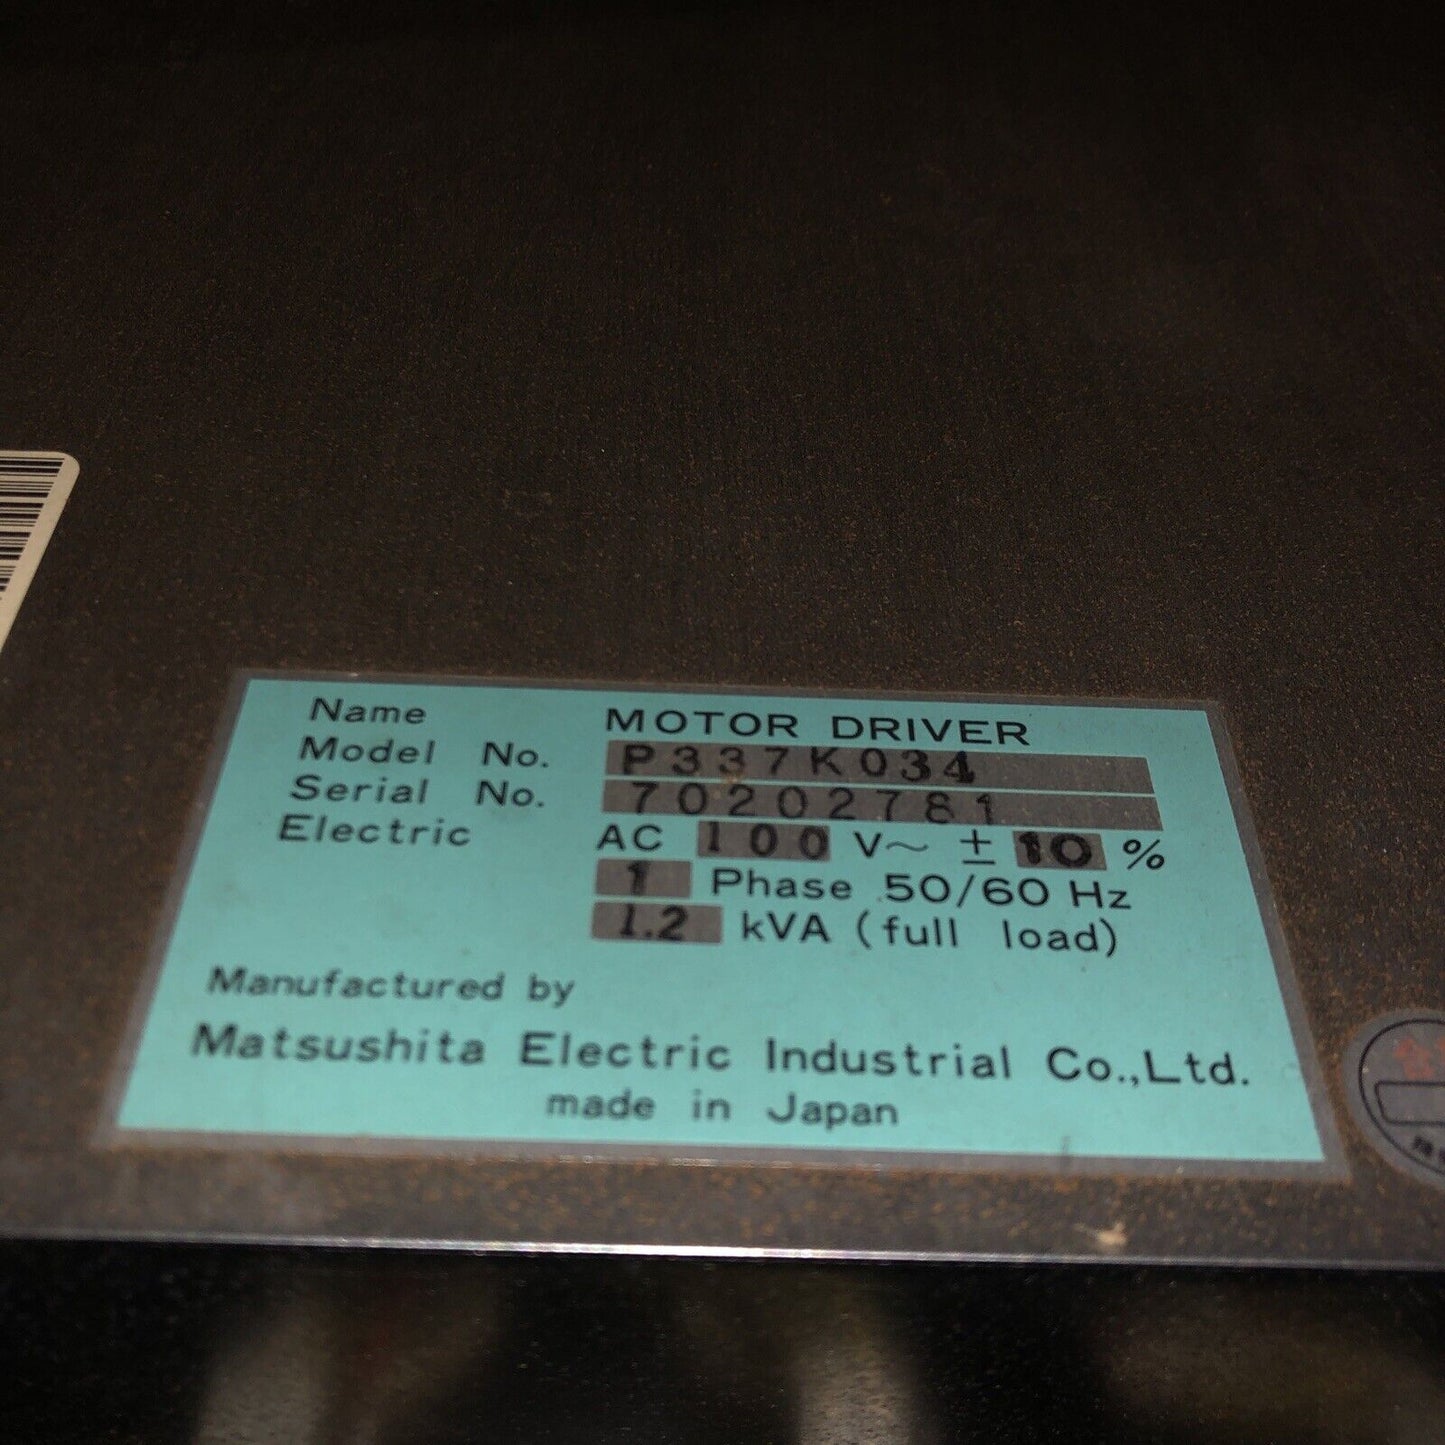 Name MOTOR DRIVER
Model No. P337K034
Serial No. 70202781
Electric AC 100 V~ ± 10 %
1 Phase 50/60 Hz
1.2 kVA (full load)
Manufactured by
Matsushita Electric Industrial Co.,Ltd.
made in Japan